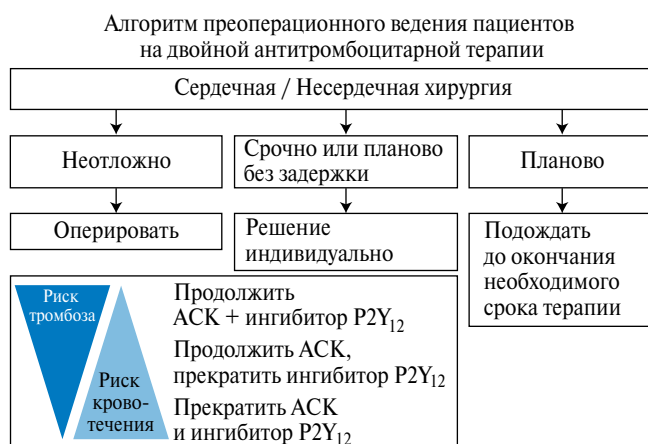 Алгоритм преоперационного ведения пациентов
на двойной антитромбоцитарной терапии
Сердечная / Несердечная хирургия
Неотложно
Срочно или планово
без задержки
Планово
Оперировать
Решение
индивидуально
Подождать
до окончания
необходимого
срока терапии
Риск
тромбоза
Риск
крово-
течения
Продолжить
АСК + ингибитор P2Y₁₂
Продолжить АСК,
прекратить ингибитор P2Y₁₂
Прекратить АСК
и ингибитор P2Y₁₂